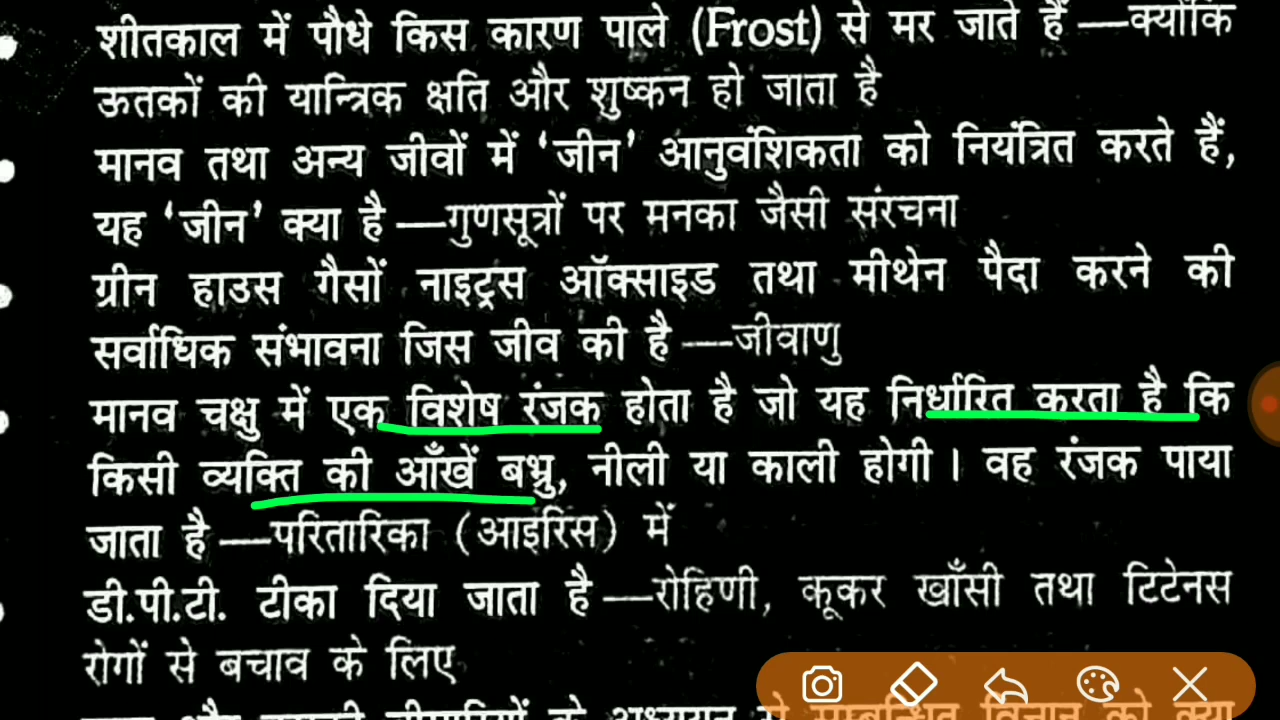 शीतकाल में पौधे किस कारण पाले (Frost) से मर जाते हैं —क्योंकि
ऊतकों की यान्त्रिक क्षति और शुष्कन हो जाता है
मानव तथा अन्य जीवों में ‘जीन’ आनुवंशिकता को नियंत्रित करते हैं,
यह ‘जीन’ क्या है —गुणसूत्रों पर मनका जैसी संरचना
ग्रीन हाउस गैसों नाइट्रस ऑक्साइड तथा मीथेन पैदा करने की
सर्वाधिक संभावना जिस जीव की है —जीवाणु
मानव चक्षु में एक विशेष रंजक होता है जो यह निर्धारित करता है कि
किसी व्यक्ति की आँखें बभ्रु, नीली या काली होगी । वह रंजक पाया
जाता है —परितारिका (आइरिस) में
डी.पी.टी. टीका दिया जाता है —रोहिणी, कूकर खाँसी तथा टिटेनस
रोगों से बचाव के लिए